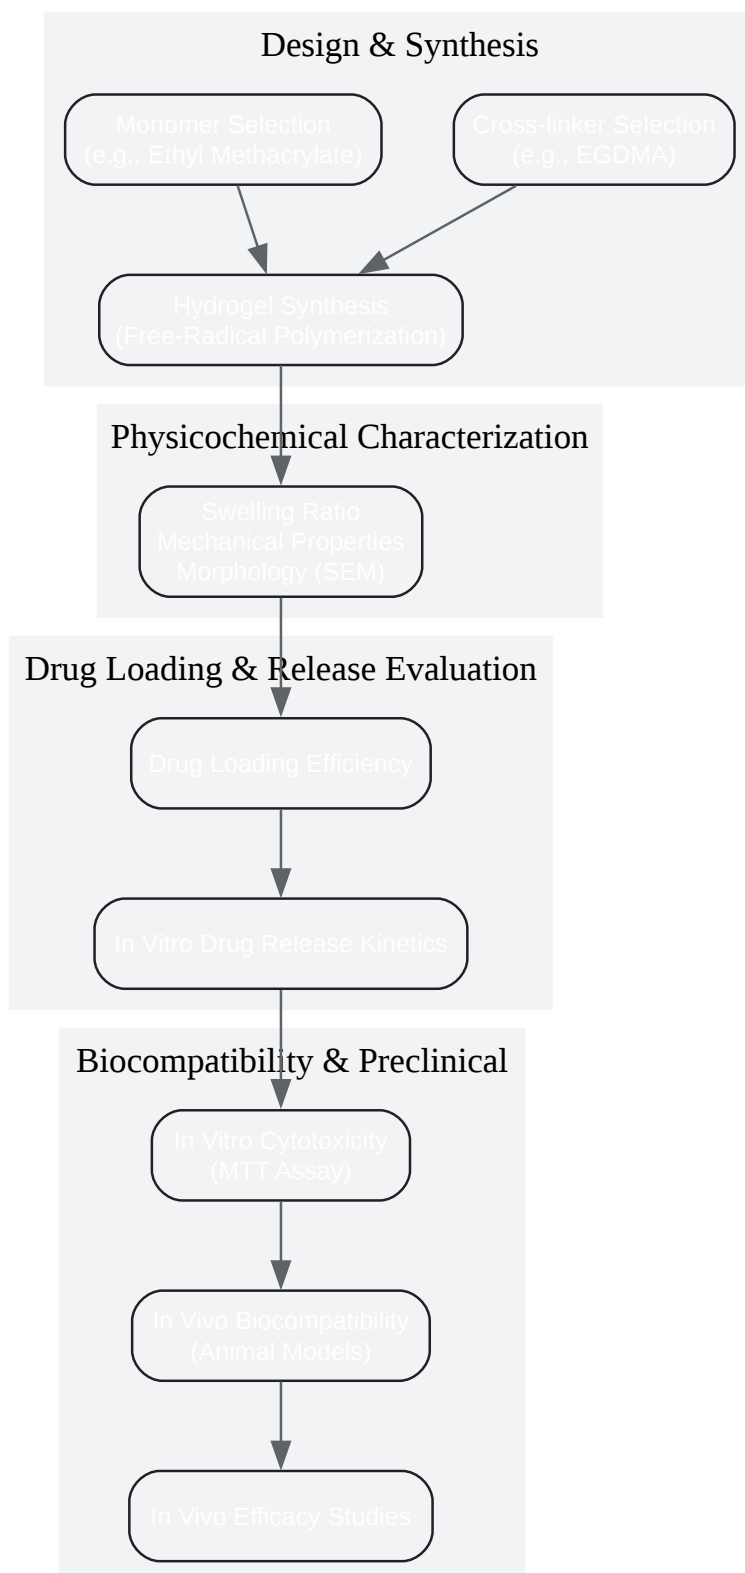 Design & Synthesis
Monomer Selection
(e.g., Ethyl Methacrylate)
Cross-linker Selection
(e.g., EGDMA)
Hydrogel Synthesis
(Free-Radical Polymerization)
Physicochemical Characterization
Swelling Ratio
Mechanical Properties
Morphology (SEM)
Drug Loading & Release Evaluation
Drug Loading Efficiency
In Vitro Drug Release Kinetics
Biocompatibility & Preclinical
In Vitro Cytotoxicity
(MTT Assay)
In Vivo Biocompatibility
(Animal Models)
In Vivo Efficacy Studies